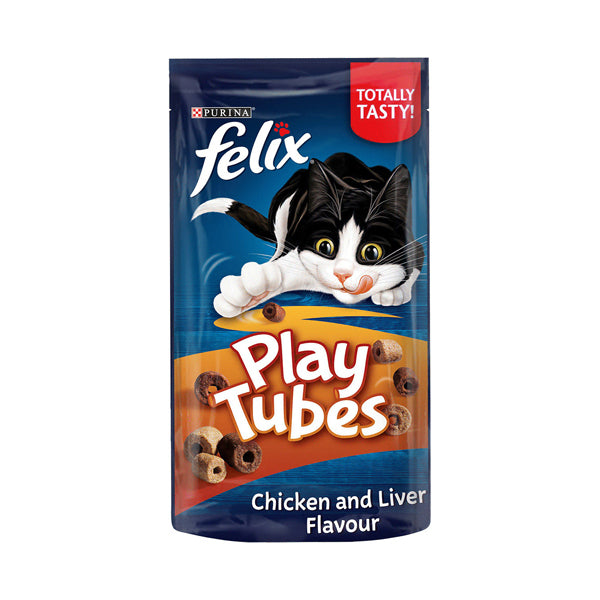 TOTALLY
TASTY!
PURINA
felix
Play
Tubes
Chicken and Liver
Flavour